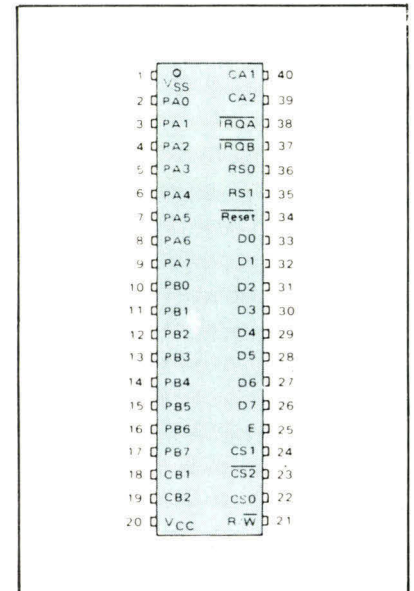 1 VSS CA1 40
2 PA0 CA2 39
3 PA1 IRQA 38
4 PA2 IRQB 37
5 PA3 RS0 36
6 PA4 RS1 35
7 PA5 Reset 34
8 PA6 D0 33
9 PA7 D1 32
10 PB0 D2 31
11 PB1 D3 30
12 PB2 D4 29
13 PB3 D5 28
14 PB4 D6 27
15 PB5 D7 26
16 PB6 E 25
17 PB7 CS1 24
18 CB1 CS2 23
19 CB2 CS0 22
20 VCC R/W 21